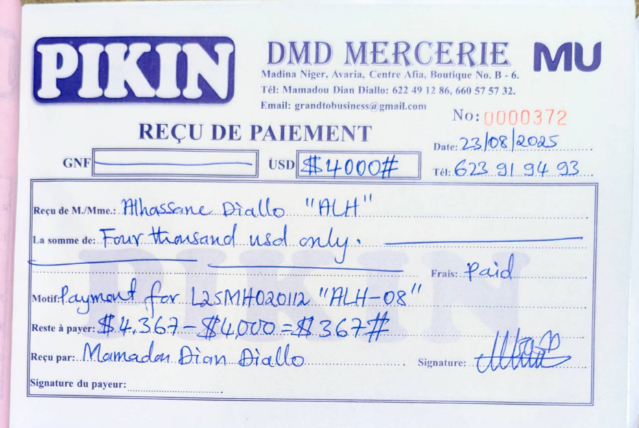 PIKIN
DMD MERCERIE MU
Madina Niger, Avaria, Centre Afia, Boutique No. B - 6.
Tél: Mamadou Dian Diallo: 622 49 12 86, 660 57 57 32.
Email: grandtobusiness@gmail.com
No: 0000372
REÇU DE PAIEMENT
Date: 23/08/2025
GNF USD $4000#
Tél: 623 91 94 93
Reçu de M./Mme.: Alhassane Diallo "ALH"
La somme de: Four thousand usd only.
Frais: Paid
Motif: Payment for L25MH020112 "ALH-08"
Reste à payer: $4,367-$4,000=$367#
Reçu par: Mamadou Dian Diallo Signature:
Signature du payeur:
PIKIN